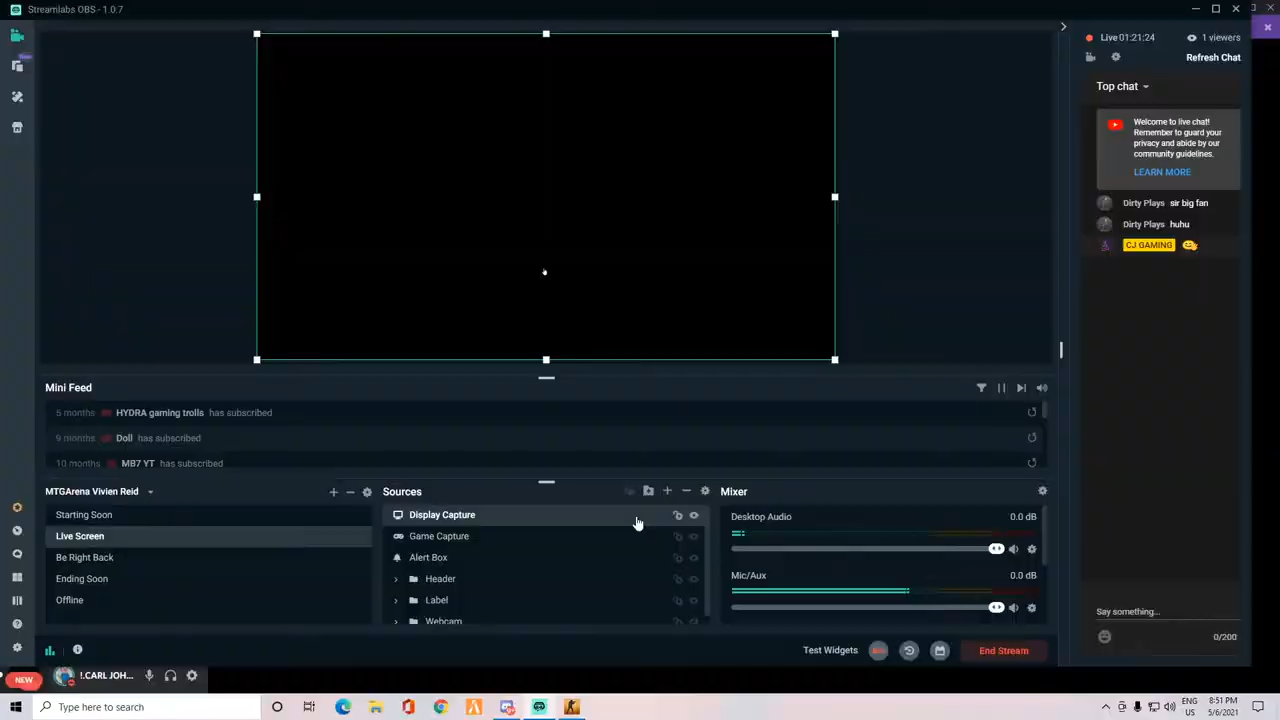 Streamlabs OBS - 1.0.7
Live 01:21:24
1 viewers
Refresh Chat
Top chat
Welcome to live chat!
Remember to guard your
privacy and abide by our
community guidelines.
LEARN MORE
Dirty Plays sir big fan
Dirty Plays huhu
CJ GAMING
Mini Feed
5 months HYDRA gaming trolls has subscribed
9 months Doll has subscribed
10 months MB7 YT has subscribed
MTGArena Vivien Reid
Starting Soon
Live Screen
Be Right Back
Ending Soon
Offline
Sources
Display Capture
Game Capture
Alert Box
Header
Label
Webcam
Mixer
Desktop Audio 0.0 dB
Mic/Aux 0.0 dB
Say something...
0/200
Test Widgets
End Stream
NEW
!.CARL JOH...
Type here to search
ENG
US
8:51 PM
5/6/2021